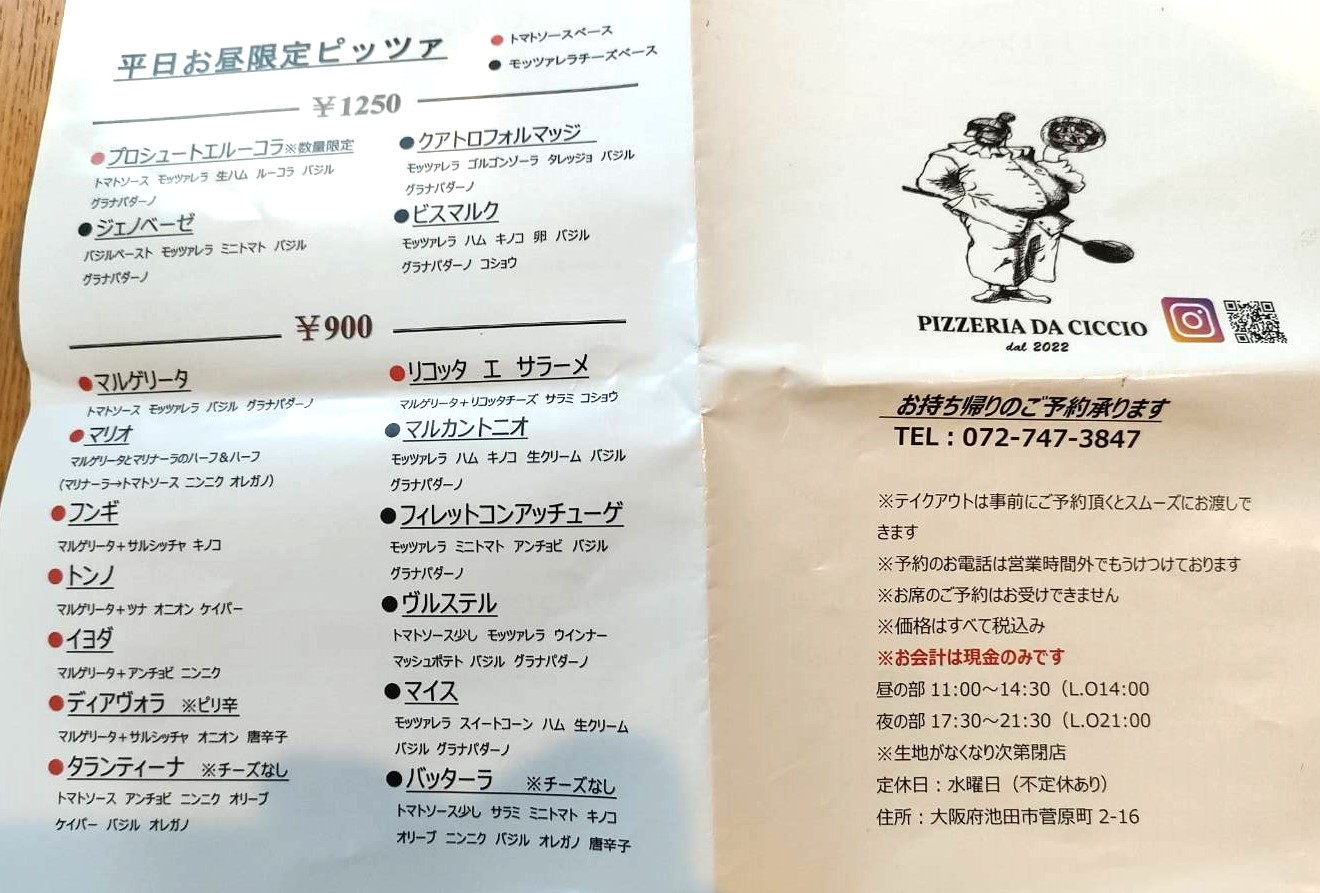 平日お昼限定ピッツァ
●トマトソースベース
●モッツァレラチーズベース
￥1250
●プロシュートエルーコラ※数量限定
トマトソース モッツァレラ 生ハム ルーコラ バジル
グラナパダーノ
●ジェノベーゼ
バジルペースト モッツァレラ ミニトマト バジル
グラナパダーノ
●クアトロフォルマッジ
モッツァレラ ゴルゴンゾーラ タレッジョ バジル
グラナパダーノ
●ビスマルク
モッツァレラ ハム キノコ 卵 バジル
グラナパダーノ コショウ
￥900
●マルゲリータ
トマトソース モッツァレラ バジル グラナパダーノ
●マリオ
マルゲリータとマリナーラのハーフ＆ハーフ
（マリナーラ→トマトソース ニンニク オレガノ）
●フンギ
マルゲリータ＋サルシッチャ キノコ
●トンノ
マルゲリータ＋ツナ オニオン ケイパー
●イヨダ
マルゲリータ＋アンチョビ ニンニク
●ディアヴォラ ※ピリ辛
マルゲリータ＋サルシッチャ オニオン 唐辛子
●タランティーナ ※チーズなし
トマトソース アンチョビ ニンニク オリーブ
ケイパー バジル オレガノ
●リコッタ エ サラーメ
マルゲリータ＋リコッタチーズ サラミ コショウ
●マルカントニオ
モッツァレラ ハム キノコ 生クリーム バジル
グラナパダーノ
●フィレットコンアッチューゲ
モッツァレラ ミニトマト アンチョビ バジル
グラナパダーノ
●ヴルステル
トマトソース少し モッツァレラ ウインナー
マッシュポテト バジル グラナパダーノ
●マイス
モッツァレラ スイートコーン ハム 生クリーム
バジル グラナパダーノ
●バッターラ ※チーズなし
トマトソース少し サラミ ミニトマト キノコ
オリーブ ニンニク バジル オレガノ 唐辛子
PIZZERIA DA CICCIO
dal 2022
お持ち帰りのご予約承ります
TEL：072-747-3847
※テイクアウトは事前にご予約頂くとスムーズにお渡しで
きます
※予約のお電話は営業時間外でもうけつけております
※お席のご予約はお受けできません
※価格はすべて税込み
※お会計は現金のみです
昼の部 11:00～14:30（L.O14:00
夜の部 17:30～21:30（L.O21:00
※生地がなくなり次第閉店
定休日：水曜日（不定休あり）
住所：大阪府池田市菅原町 2-16